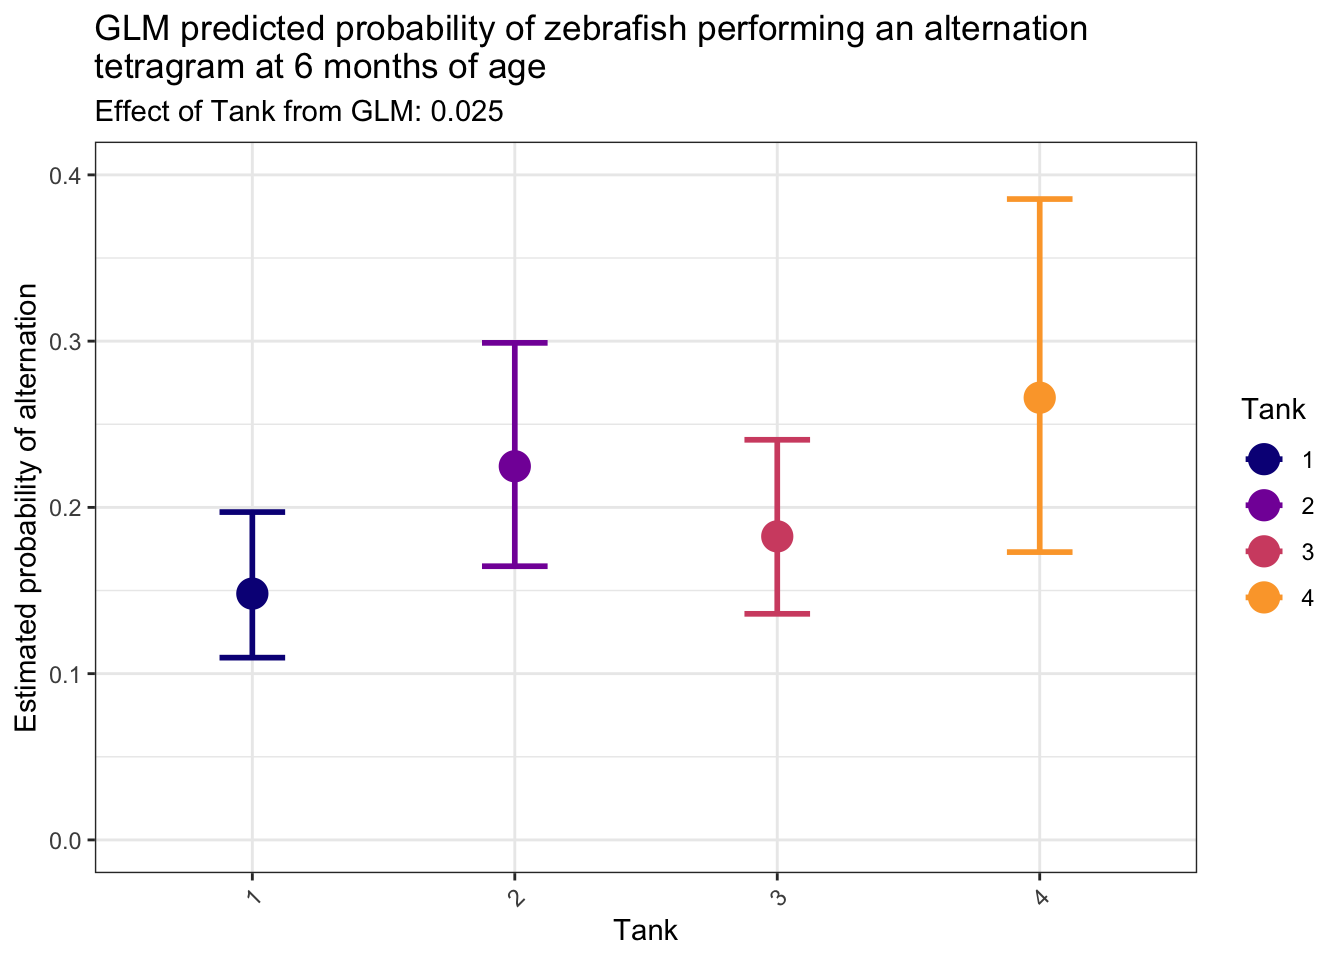 GLM predicted probability of zebrafish performing an alternation
tetragram at 6 months of age
Effect of Tank from GLM: 0.025
Estimated probability of alternation
0.4
0.3
0.2
0.1
0.0
1
2
3
4
Tank
Tank
1
2
3
4